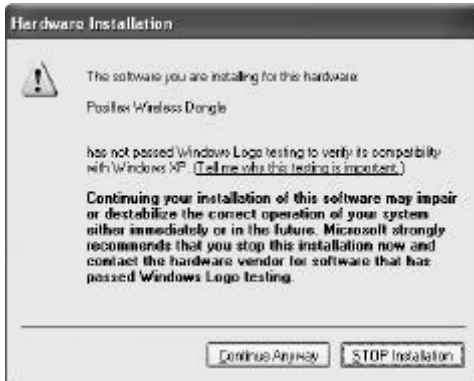 Hardware Installation
The software you are installing for this hardware:
Posiflex Wireless Dongle
has not passed Windows Logo testing to verify its compatibility
with Windows XP. (Tell me why this testing is important.)
Continuing your installation of this software may impair
or destabilize the correct operation of your system
either immediately or in the future. Microsoft strongly
recommends that you stop this installation now and
contact the hardware vendor for software that has
passed Windows Logo testing.
Continue Anyway
STOP Installation